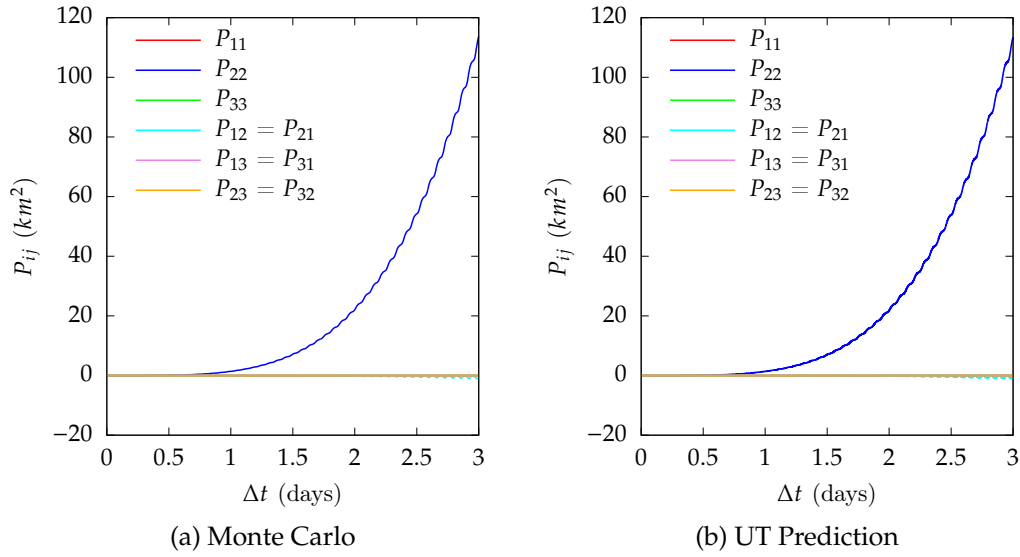 120
100
80
60
40
20
0
−20
P_{ij} (km^2)
P_{11}
P_{22}
P_{33}
P_{12} = P_{21}
P_{13} = P_{31}
P_{23} = P_{32}
0 0.5 1 1.5 2 2.5 3
Δt (days)
(a) Monte Carlo
120
100
80
60
40
20
0
−20
P_{ij} (km^2)
P_{11}
P_{22}
P_{33}
P_{12} = P_{21}
P_{13} = P_{31}
P_{23} = P_{32}
0 0.5 1 1.5 2 2.5 3
Δt (days)
(b) UT Prediction